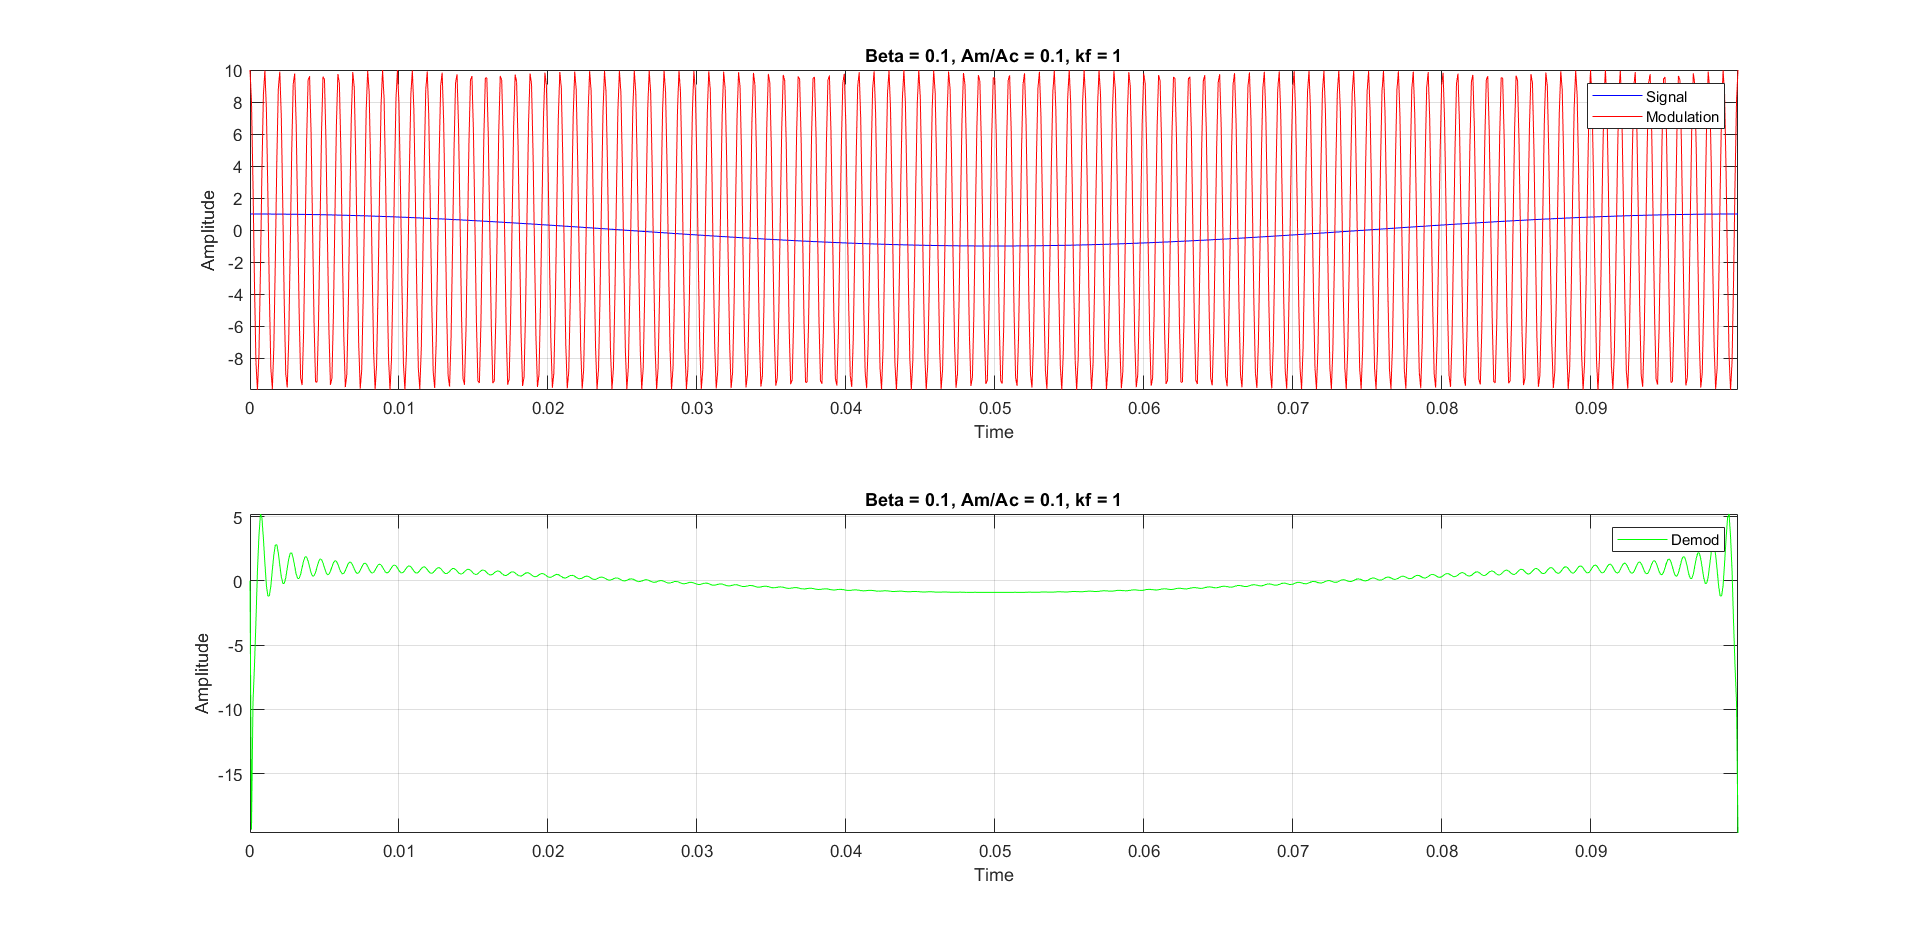 Beta = 0.1, Am/Ac = 0.1, kf = 1
10
8
6
4
2
0
-2
-4
-6
-8
Amplitude
Signal
Modulation
0 0.01 0.02 0.03 0.04 0.05 0.06 0.07 0.08 0.09
Time
Beta = 0.1, Am/Ac = 0.1, kf = 1
5
0
-5
-10
-15
Amplitude
Demod
0 0.01 0.02 0.03 0.04 0.05 0.06 0.07 0.08 0.09
Time